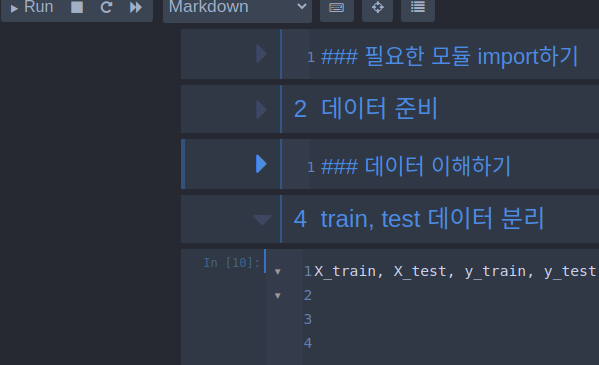 Run Markdown
1 ### 필요한 모듈 import하기
2 데이터 준비
1 ### 데이터 이해하기
4 train, test 데이터 분리
In [10]: 1 X_train, X_test, y_train, y_test
2
3
4